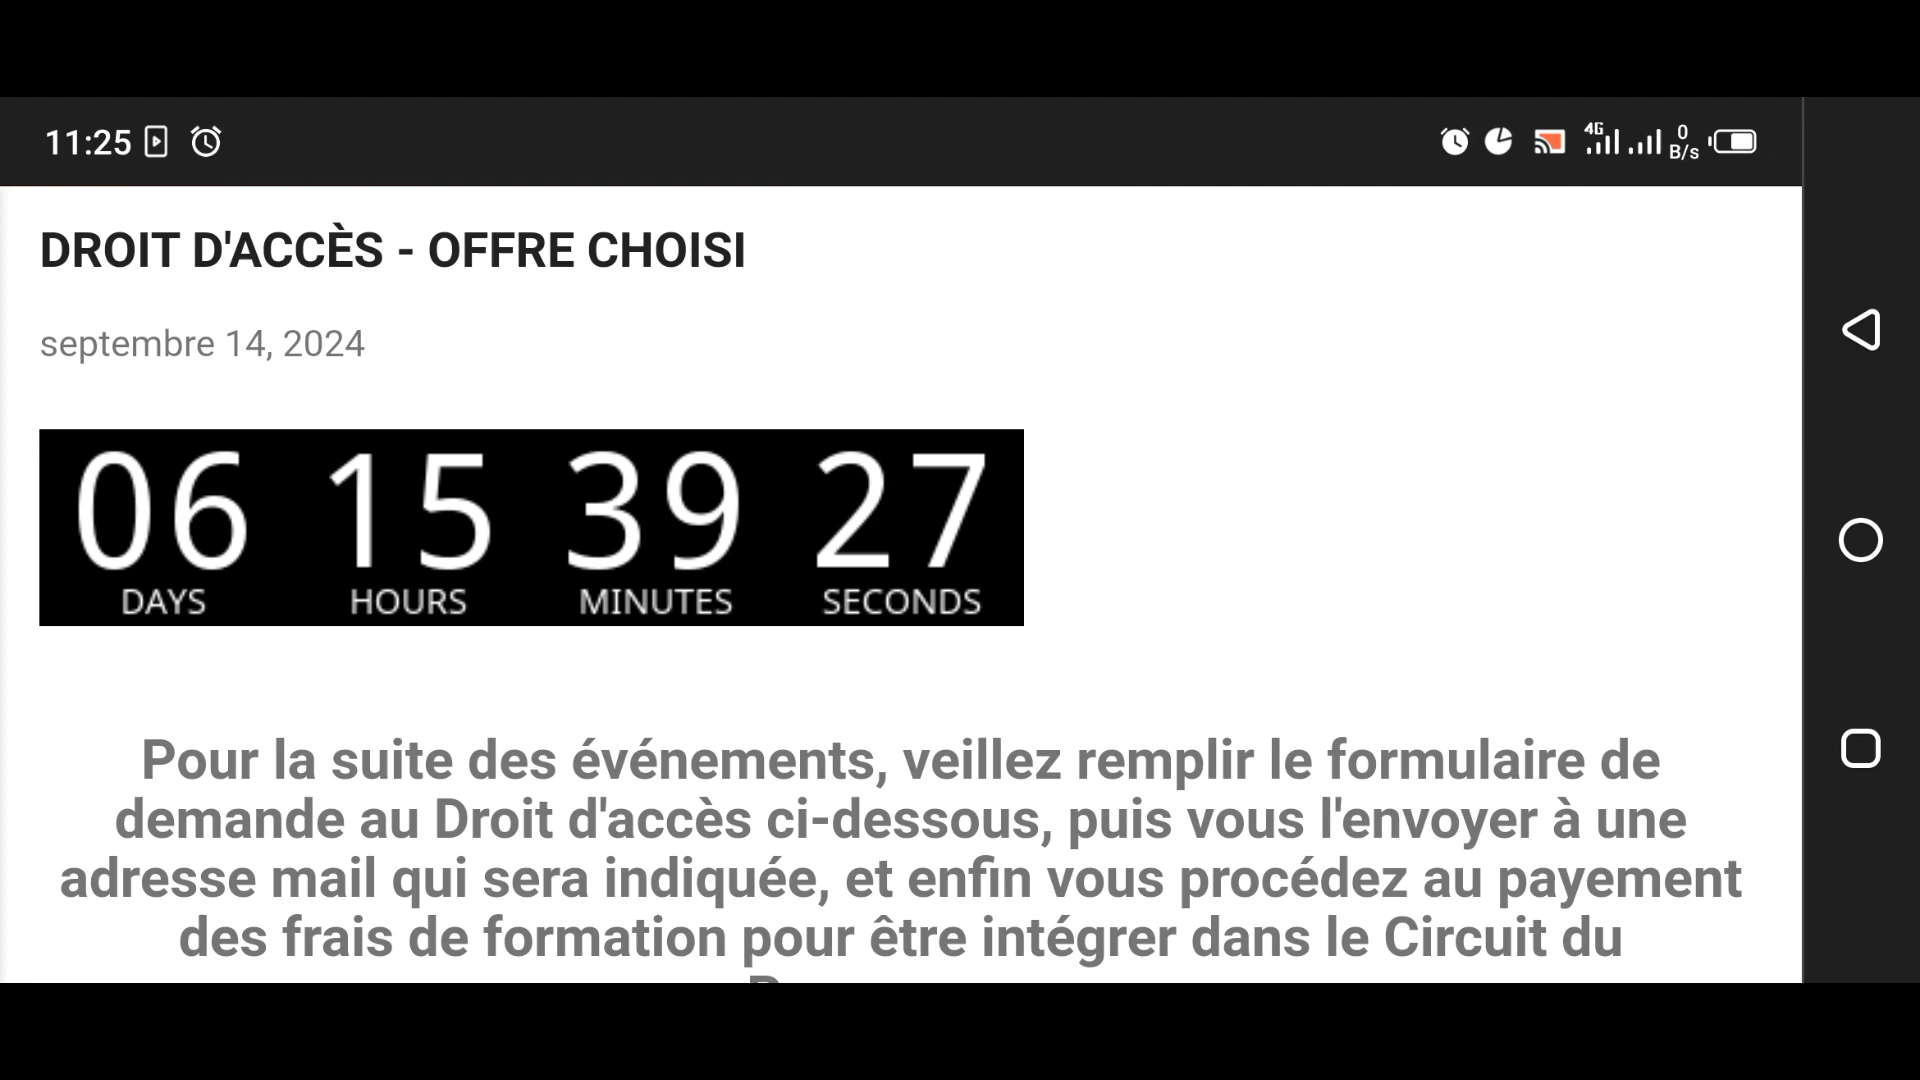 11:25
4G
0
B/s
DROIT D'ACCÈS - OFFRE CHOISI
septembre 14, 2024
06 15 39 27
DAYS HOURS MINUTES SECONDS
Pour la suite des événements, veillez remplir le formulaire de
demande au Droit d'accès ci-dessous, puis vous l'envoyer à une
adresse mail qui sera indiquée, et enfin vous procédez au payement
des frais de formation pour être intégrer dans le Circuit du